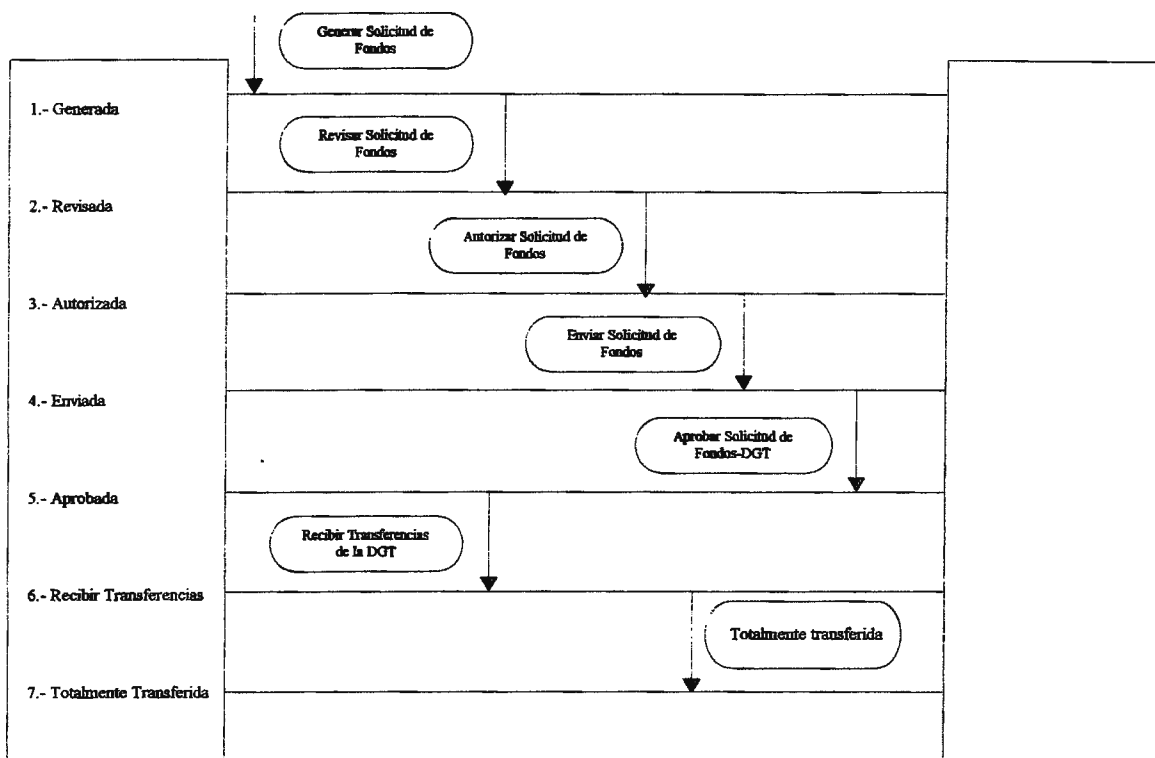 Generar Solicitud de
Fondos
1.- Generada
Revisar Solicitud de
Fondos
2.- Revisada
Autorizar Solicitud de
Fondos
3.- Autorizada
Enviar Solicitud de
Fondos
4.- Enviada
Aprobar Solicitud de
Fondos-DGT
5.- Aprobada
Recibir Transferencias
de la DGT
6.- Recibir Transferencias
Totalmente transferida
7.- Totalmente Transferida